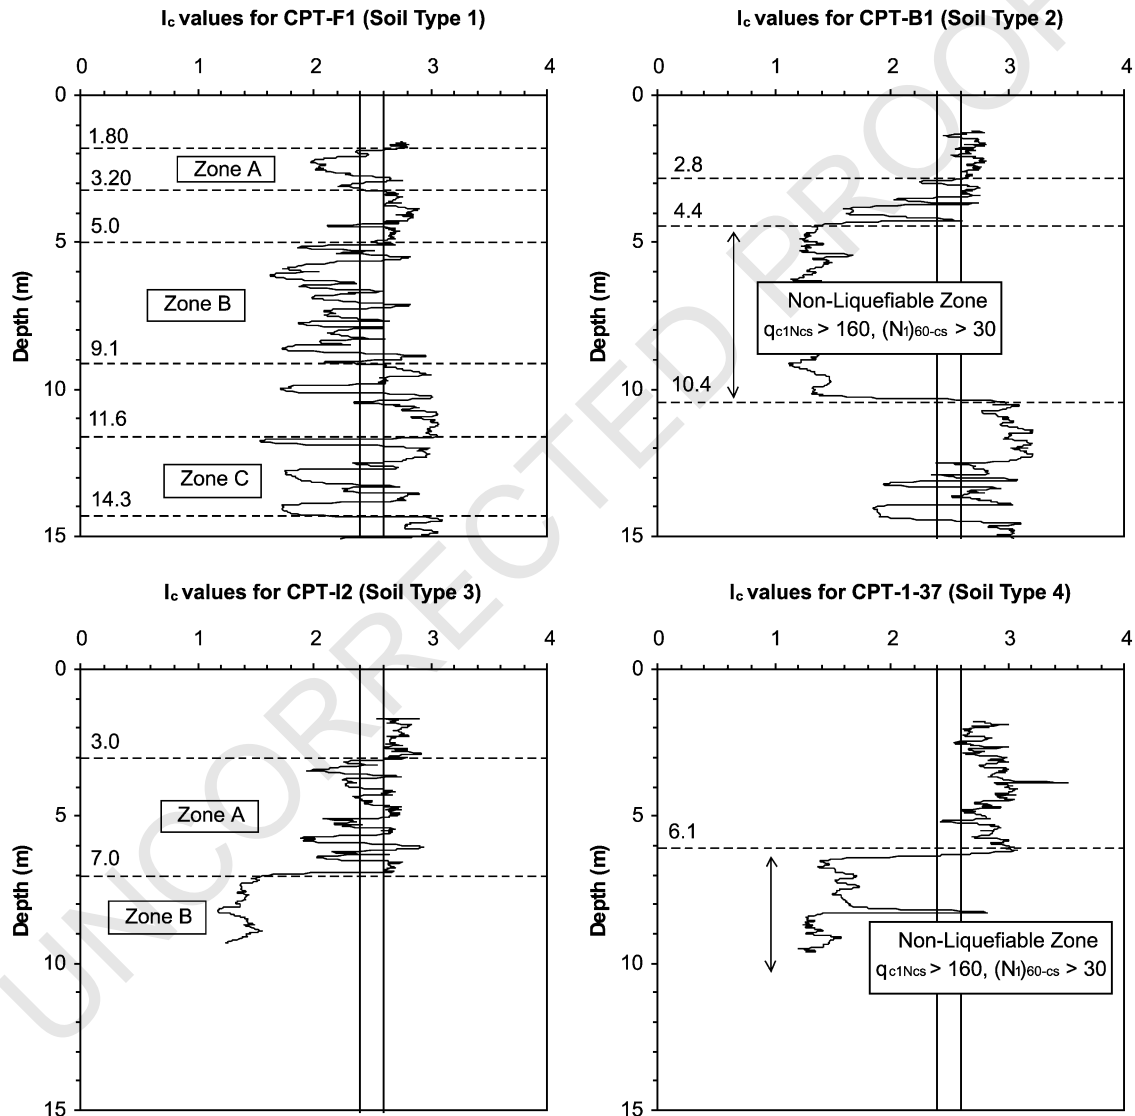 Ic values for CPT-F1 (Soil Type 1)
0 1 2 3 4
0
1.80
Zone A
3.20
5.0
5
Zone B
9.1
10
11.6
Zone C
14.3
15
Depth (m)
Ic values for CPT-B1 (Soil Type 2)
0 1 2 3 4
0
2.8
4.4
5
Non-Liquefiable Zone
qc1Ncs > 160, (N1)60-cs > 30
10.4
10
15
Depth (m)
Ic values for CPT-I2 (Soil Type 3)
0 1 2 3 4
0
3.0
Zone A
5
7.0
Zone B
10
15
Depth (m)
Ic values for CPT-1-37 (Soil Type 4)
0 1 2 3 4
0
5
6.1
Non-Liquefiable Zone
qc1Ncs > 160, (N1)60-cs > 30
10
15
Depth (m)
UNCORRECTED PROOF